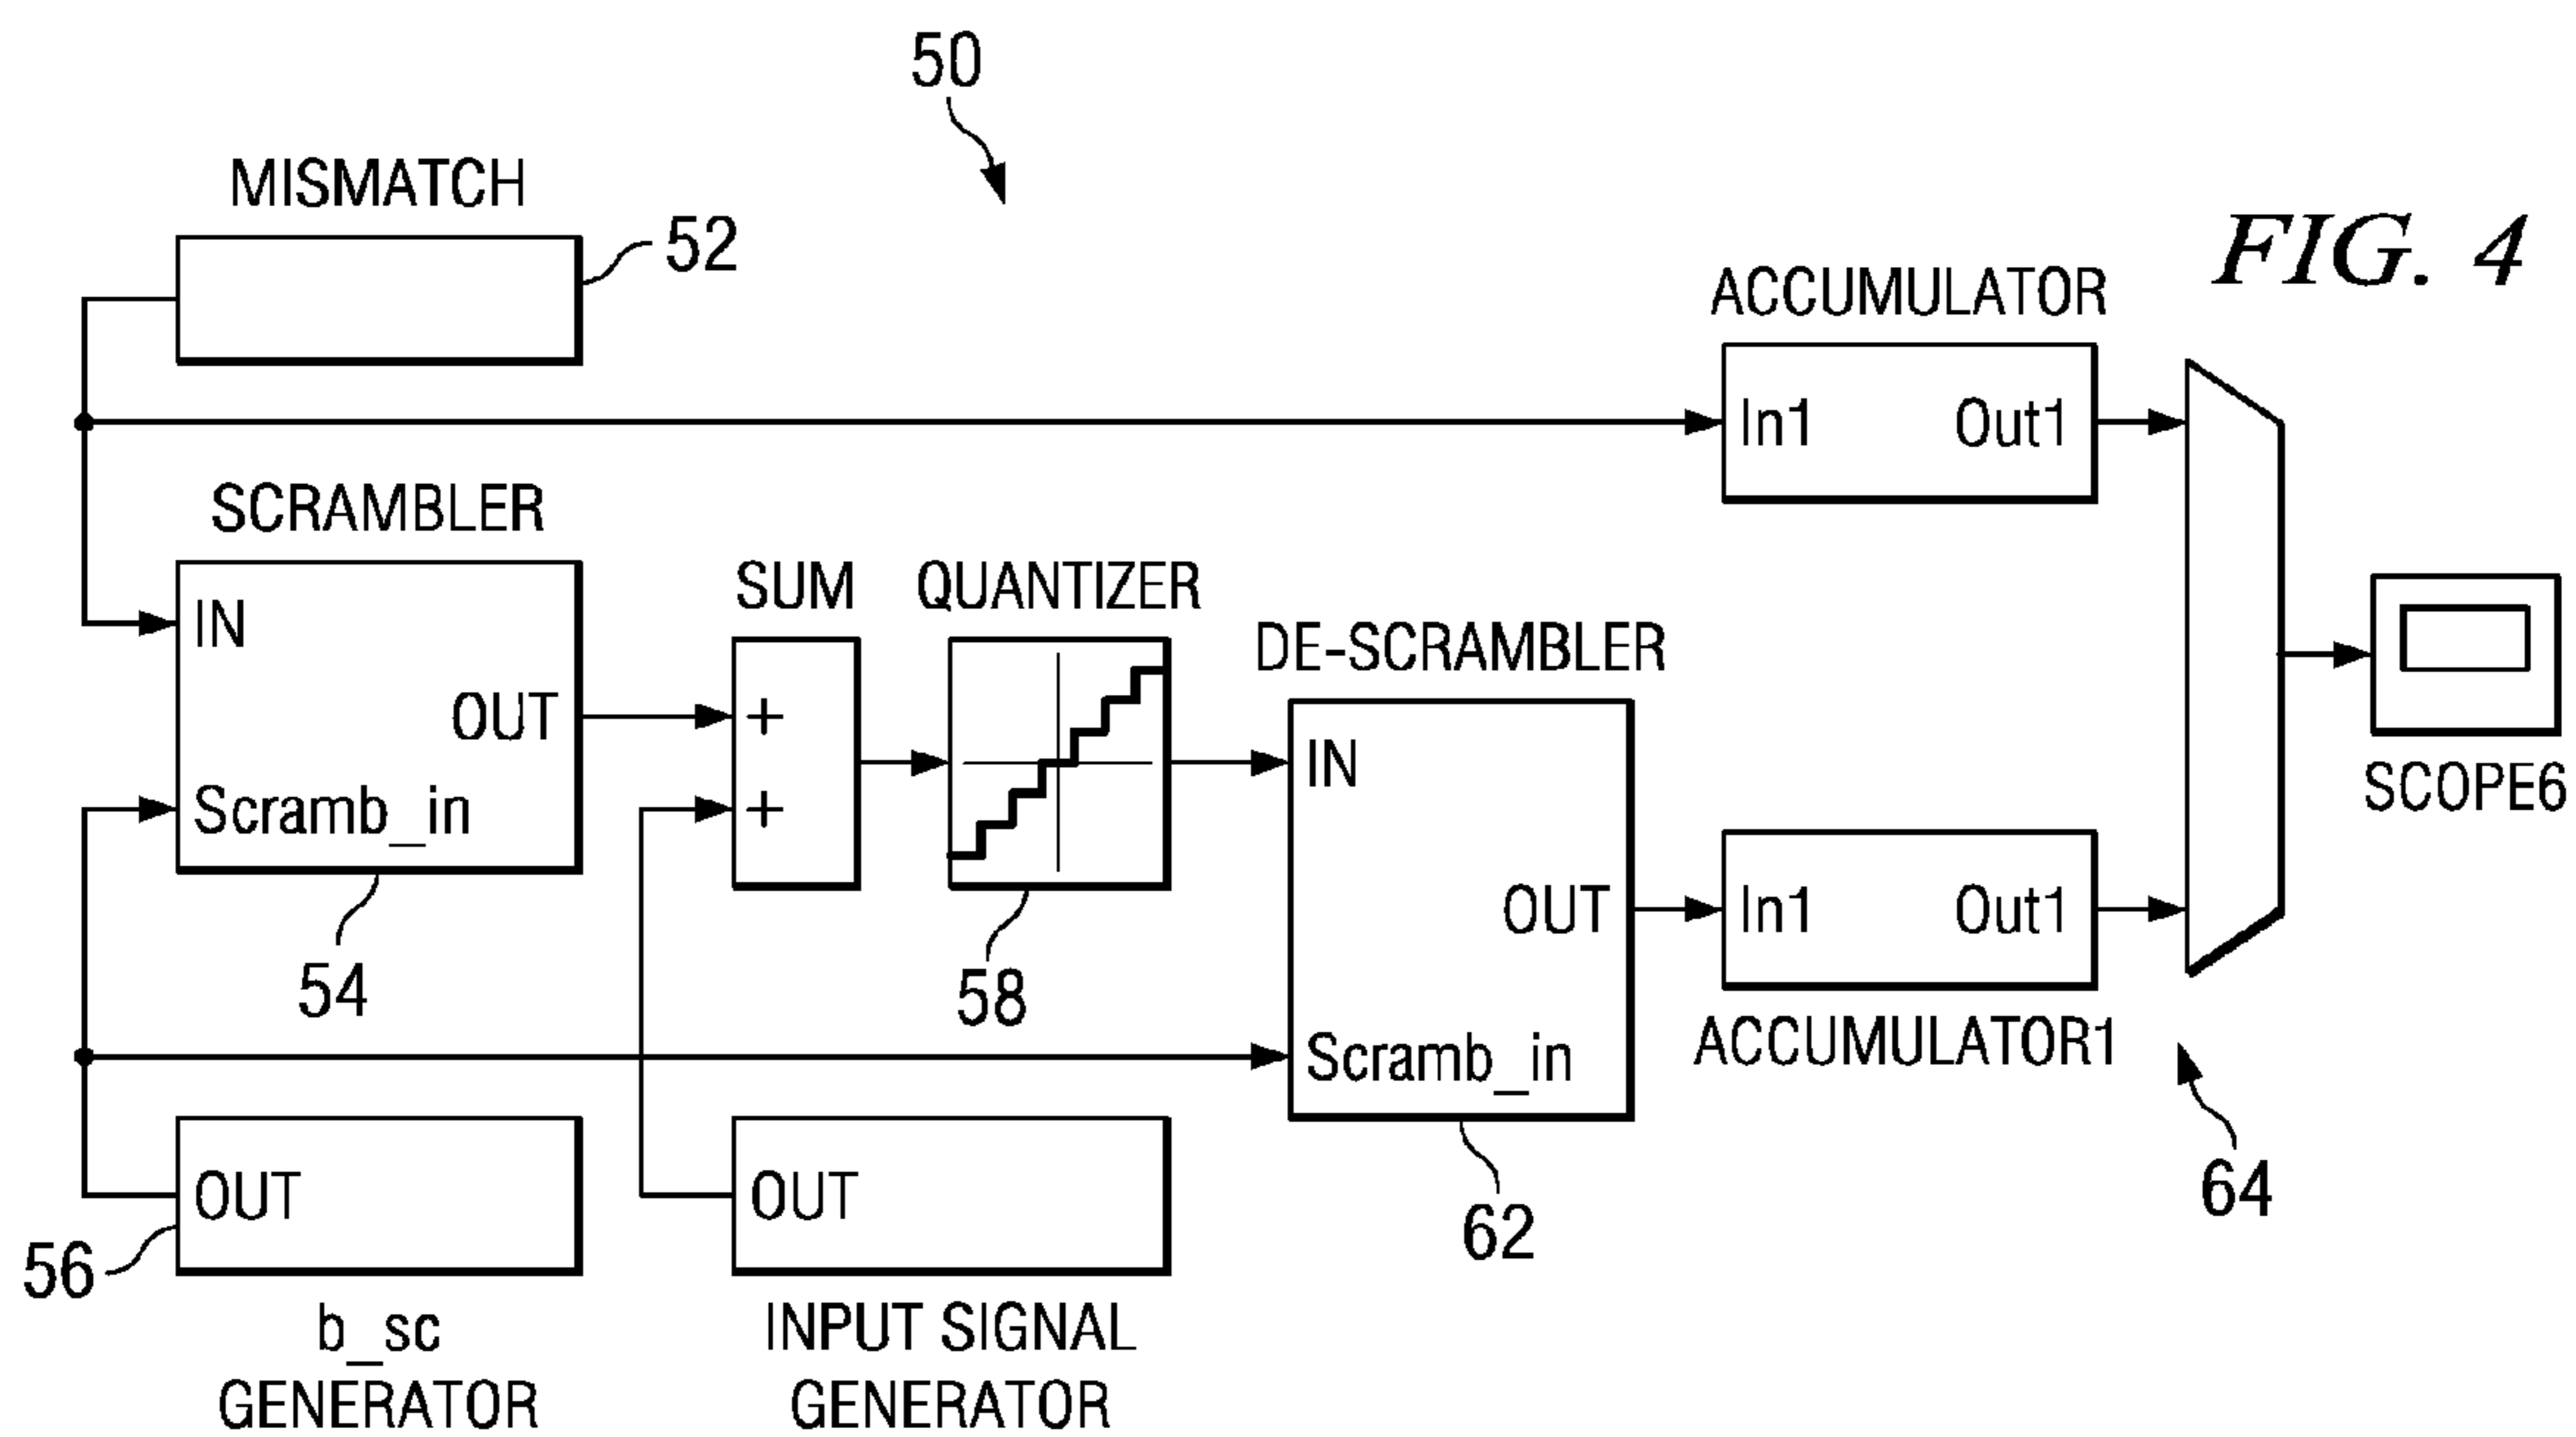 50
MISMATCH
52
FIG. 4
ACCUMULATOR
In1 Out1
SCRAMBLER
IN
OUT
Scramb_in
54
SUM
+
+
QUANTIZER
58
DE-SCRAMBLER
IN
OUT
Scramb_in
62
In1 Out1
ACCUMULATOR1
64
SCOPE6
OUT
56
b_sc
GENERATOR
OUT
INPUT SIGNAL
GENERATOR